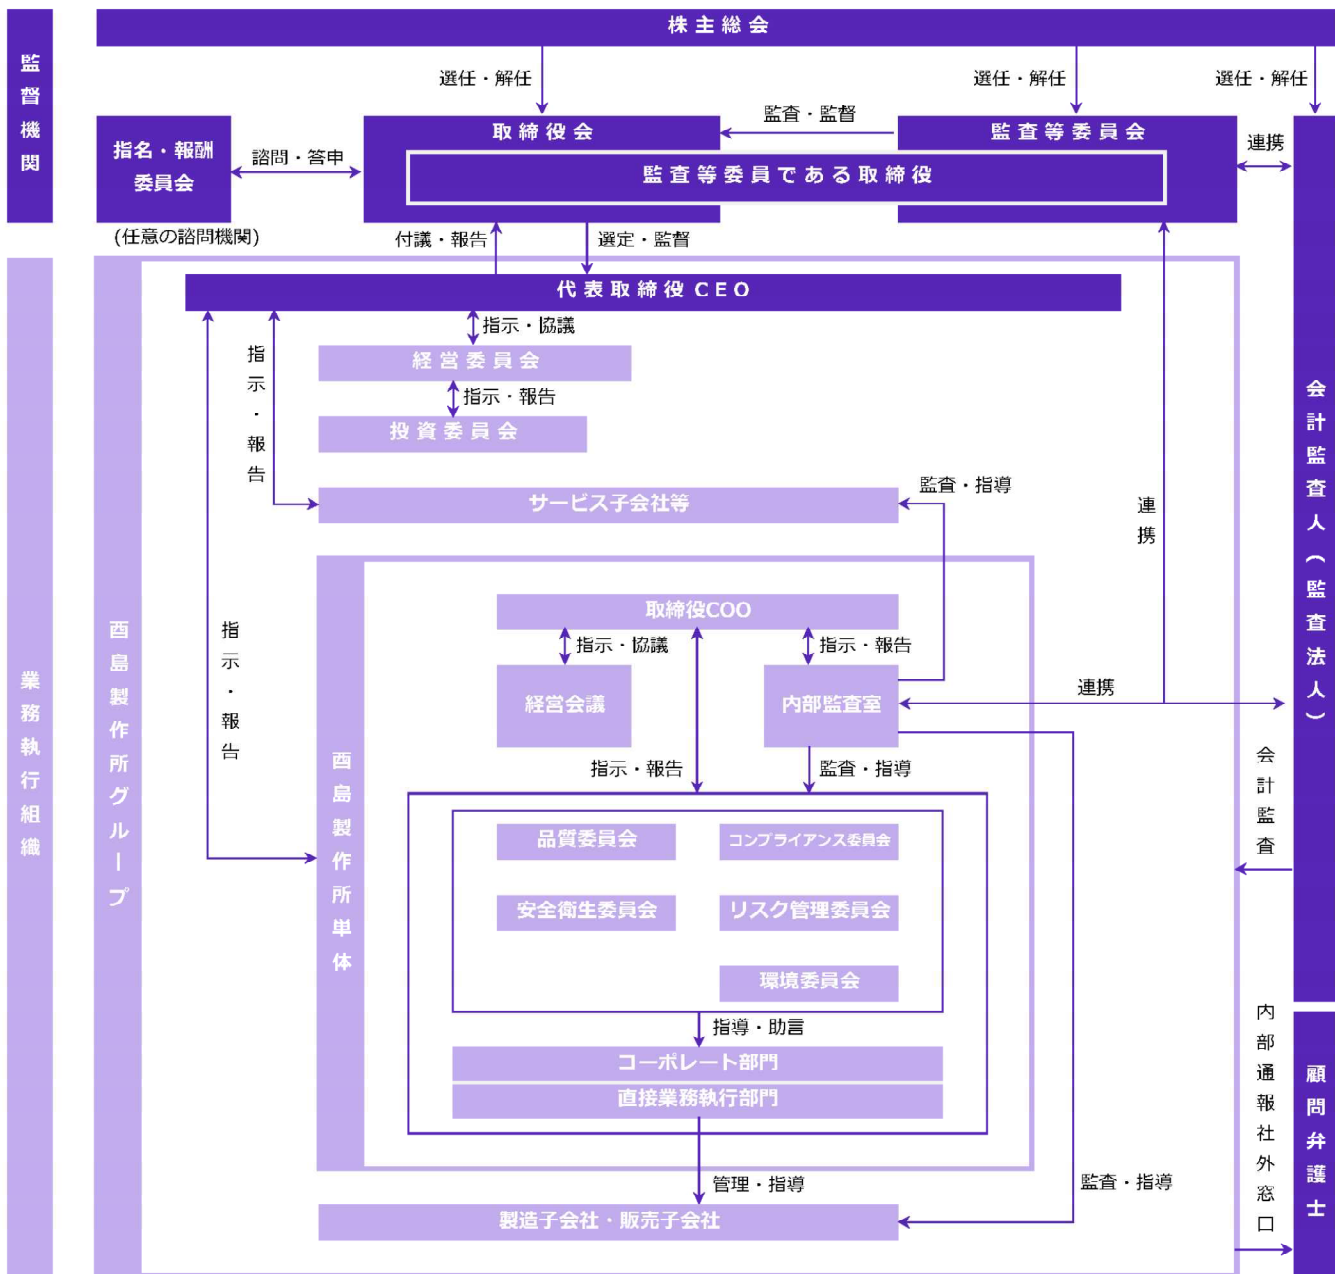 株主総会
監督機関
選任・解任
選任・解任
選任・解任
指名・報酬
委員会
(任意の諮問機関)
諮問・答申
取締役会
監査・監督
監査等委員会
監査等委員である取締役
連携
付議・報告
選定・監督
業務執行組織
酉島製作所グループ
代表取締役CEO
指示・協議
経営委員会
指示・報告
投資委員会
指示・報告
サービス子会社等
監査・指導
連携
会計監査人(監査法人)
指示・報告
酉島製作所単体
取締役COO
指示・協議
指示・報告
経営会議
内部監査室
連携
指示・報告
監査・指導
会計監査
品質委員会
コンプライアンス委員会
安全衛生委員会
リスク管理委員会
環境委員会
指導・助言
コーポレート部門
直接業務執行部門
管理・指導
監査・指導
製造子会社・販売子会社
内部通報社外窓口
顧問弁護士